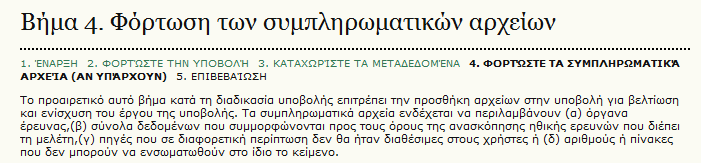 Βήμα 4. Φόρτωση των συμπληρωματικών αρχείων
1. ΈΝΑΡΞΗ 2. ΦΟΡΤΏΣΤΕ ΤΗΝ ΥΠΟΒΟΛΉ 3. ΚΑΤΑΧΩΡΊΣΤΕ ΤΑ ΜΕΤΑΔΕΔΟΜΈΝΑ 4. ΦΟΡΤΏΣΤΕ ΤΑ ΣΥΜΠΛΗΡΩΜΑΤΙΚΆ
ΑΡΧΕΊΑ (ΑΝ ΥΠΆΡΧΟΥΝ) 5. ΕΠΙΒΕΒΑΊΩΣΗ
Το προαιρετικό αυτό βήμα κατά τη διαδικασία υποβολής επιτρέπει την προσθήκη αρχείων στην υποβολή για βελτίωση
και ενίσχυση του έργου της υποβολής. Τα συμπληρωματικά αρχεία ενδέχεται να περιλαμβάνουν (α) όργανα
έρευνας,(β) σύνολα δεδομένων που συμμορφώνονται προς τους όρους της ανασκόπησης ηθικής ερευνών που διέπει
τη μελέτη,(γ) πηγές που σε διαφορετική περίπτωση δεν θα ήταν διαθέσιμες στους χρήστες ή (δ) αριθμούς ή πίνακες
που δεν μπορούν να ενσωματωθούν στο ίδιο το κείμενο.